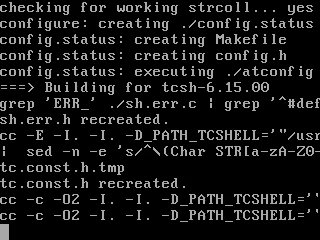 checking for working strcoll... yes
configure: creating ./config.status
config.status: creating Makefile
config.status: creating config.h
config.status: executing ./atconfig
===> Building for tcsh-6.15.00
grep 'ERR_' ./sh.err.c | grep '^#def
sh.err.h recreated.
cc -E -I. -I. -D_PATH_TCSHELL='"/usr
| sed -n -e 's/^\(Char STR[a-zA-Z0-
tc.const.h.tmp
tc.const.h recreated.
cc -c -O2 -I. -I. -D_PATH_TCSHELL='"
cc -c -O2 -I. -I. -D_PATH_TCSHELL='"